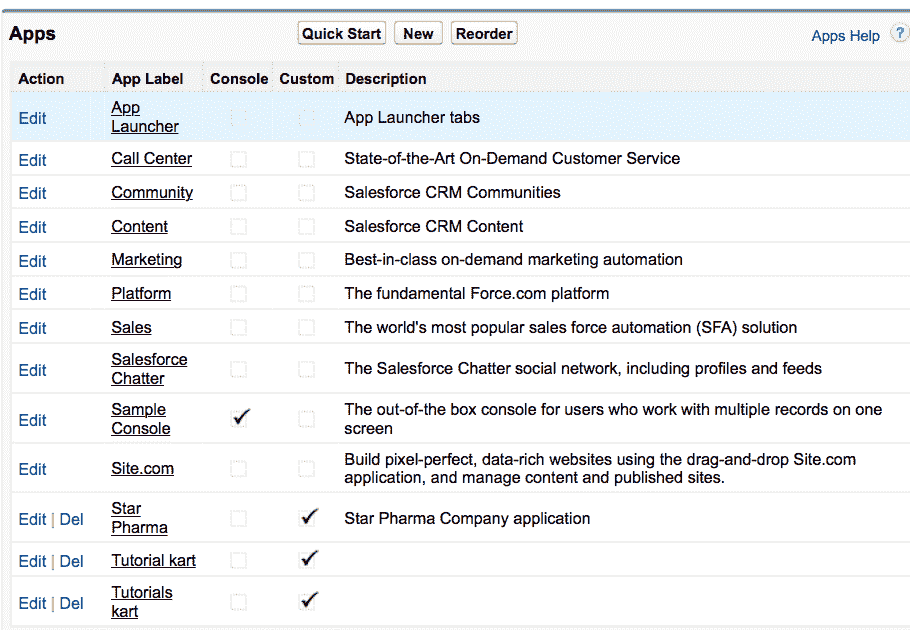 Apps Quick Start New Reorder Apps Help ?
Action App Label Console Custom Description
Edit App Launcher App Launcher tabs
Edit Call Center State-of-the-Art On-Demand Customer Service
Edit Community Salesforce CRM Communities
Edit Content Salesforce CRM Content
Edit Marketing Best-in-class on-demand marketing automation
Edit Platform The fundamental Force.com platform
Edit Sales The world's most popular sales force automation (SFA) solution
Edit Salesforce Chatter The Salesforce Chatter social network, including profiles and feeds
Edit Sample Console The out-of-the box console for users who work with multiple records on one screen
Edit Site.com Build pixel-perfect, data-rich websites using the drag-and-drop Site.com application, and manage content and published sites.
Edit | Del Star Pharma Star Pharma Company application
Edit | Del Tutorial kart
Edit | Del Tutorials kart